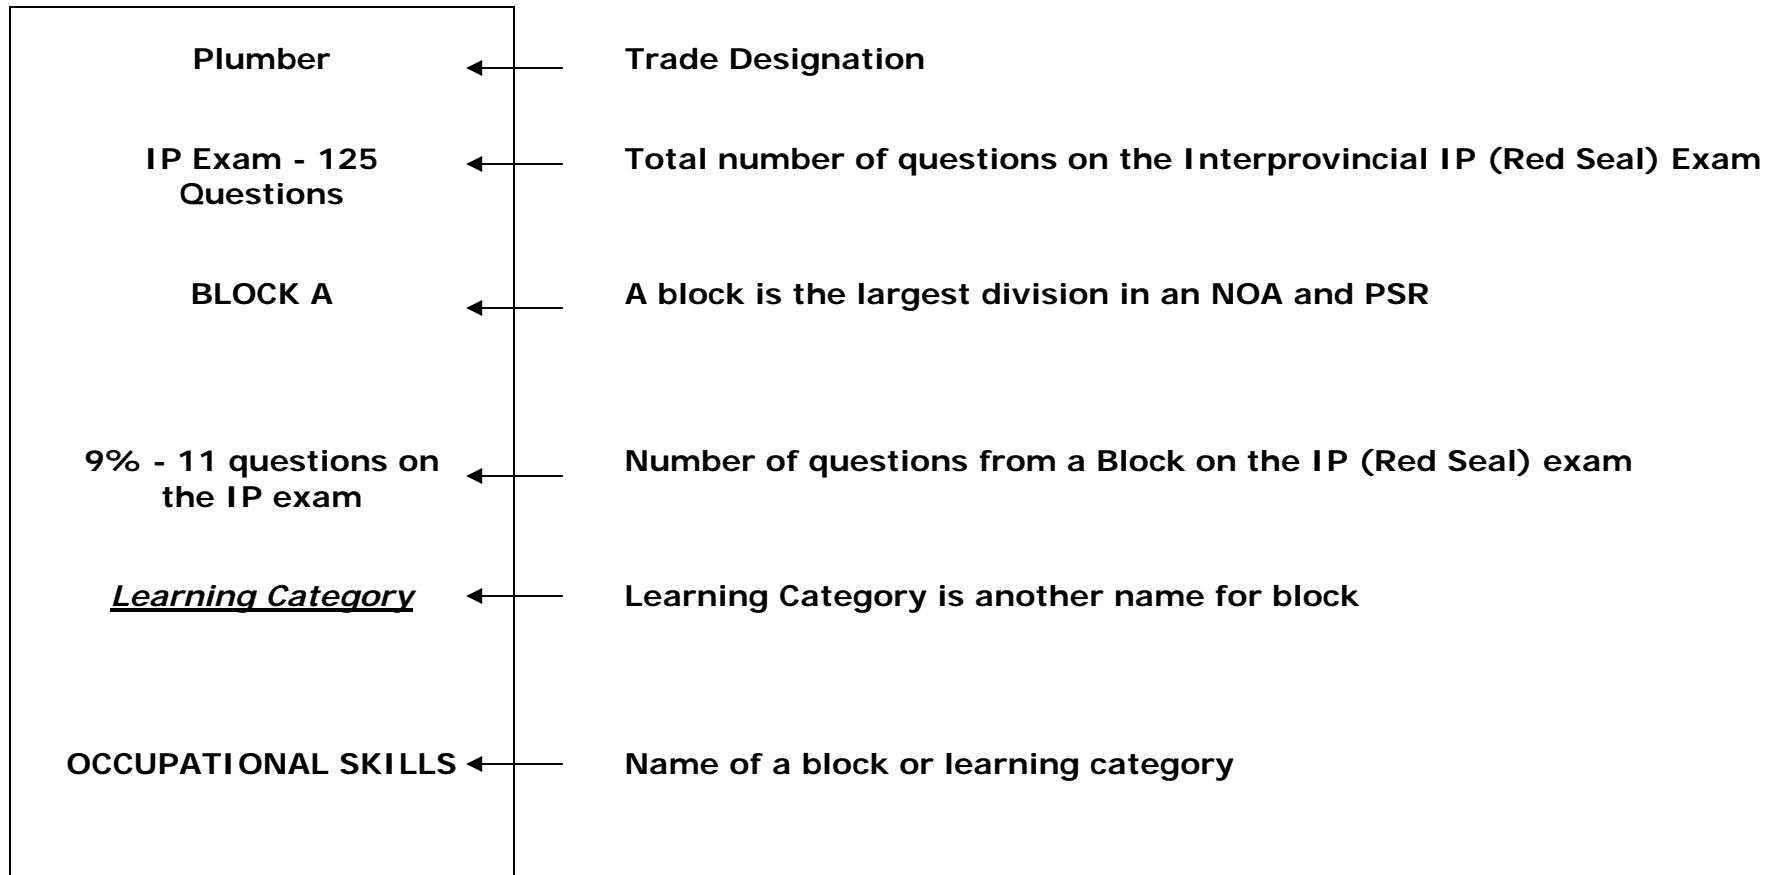 Plumber
Trade Designation
IP Exam - 125
Questions
Total number of questions on the Interprovincial IP (Red Seal) Exam
BLOCK A
A block is the largest division in an NOA and PSR
9% - 11 questions on
the IP exam
Number of questions from a Block on the IP (Red Seal) exam
Learning Category
Learning Category is another name for block
OCCUPATIONAL SKILLS
Name of a block or learning category